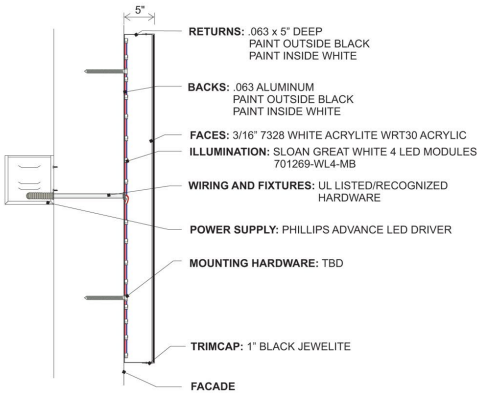 5"
RETURNS: .063 x 5" DEEP
PAINT OUTSIDE BLACK
PAINT INSIDE WHITE
BACKS: .063 ALUMINUM
PAINT OUTSIDE BLACK
PAINT INSIDE WHITE
FACES: 3/16" 7328 WHITE ACRYLITE WRT30 ACRYLIC
ILLUMINATION: SLOAN GREAT WHITE 4 LED MODULES
701269-WL4-MB
WIRING AND FIXTURES: UL LISTED/RECOGNIZED
HARDWARE
POWER SUPPLY: PHILLIPS ADVANCE LED DRIVER
MOUNTING HARDWARE: TBD
TRIMCAP: 1" BLACK JEWELITE
FACADE